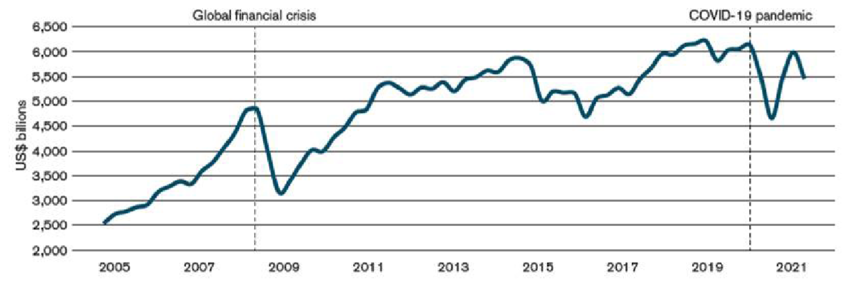 Global financial crisis
COVID-19 pandemic
6,500
6,000
5,500
5,000
4,500
4,000
3,500
3,000
2,500
2,000
US$ billions
2005 2007 2009 2011 2013 2015 2017 2019 2021